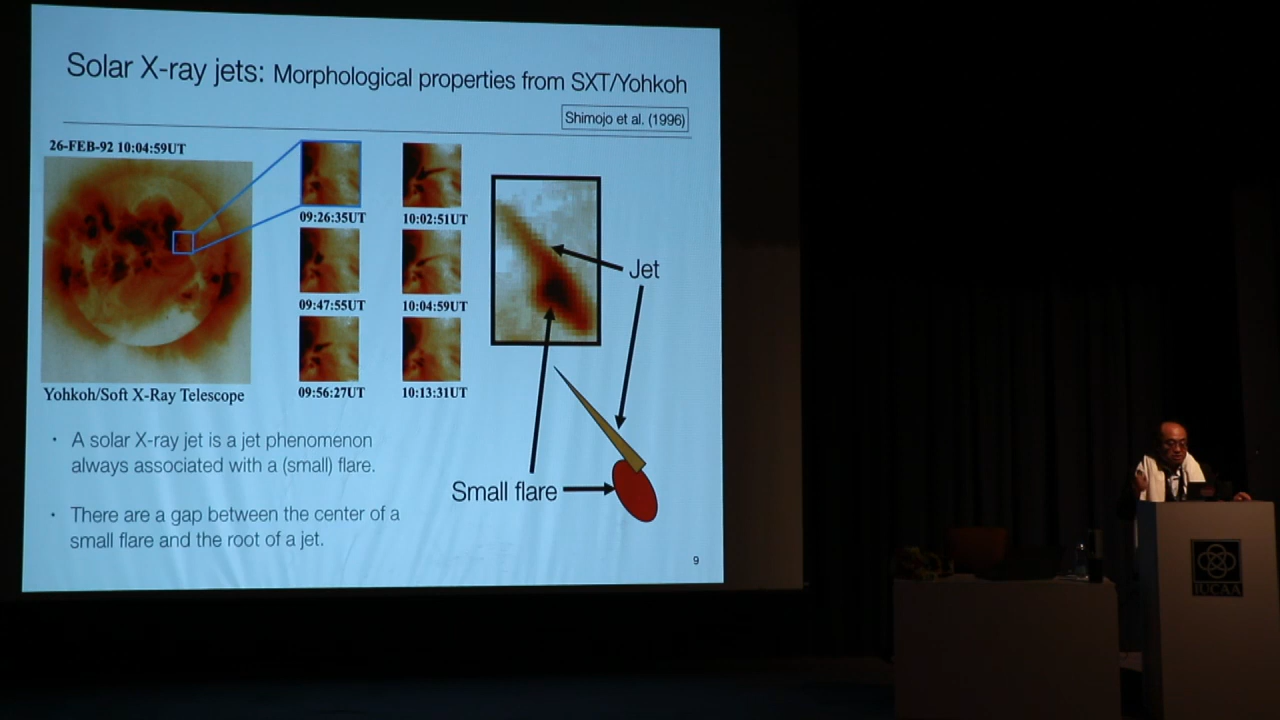 Solar X-ray jets: Morphological properties from SXT/Yohkoh
Shimojo et al. (1996)
26-FEB-92 10:04:59UT
09:26:35UT
10:02:51UT
09:47:55UT
10:04:59UT
09:56:27UT
10:13:31UT
Yohkoh/Soft X-Ray Telescope
Jet
Small flare
· A solar X-ray jet is a jet phenomenon
always associated with a (small) flare.
· There are a gap between the center of a
small flare and the root of a jet.
9
IUCAA